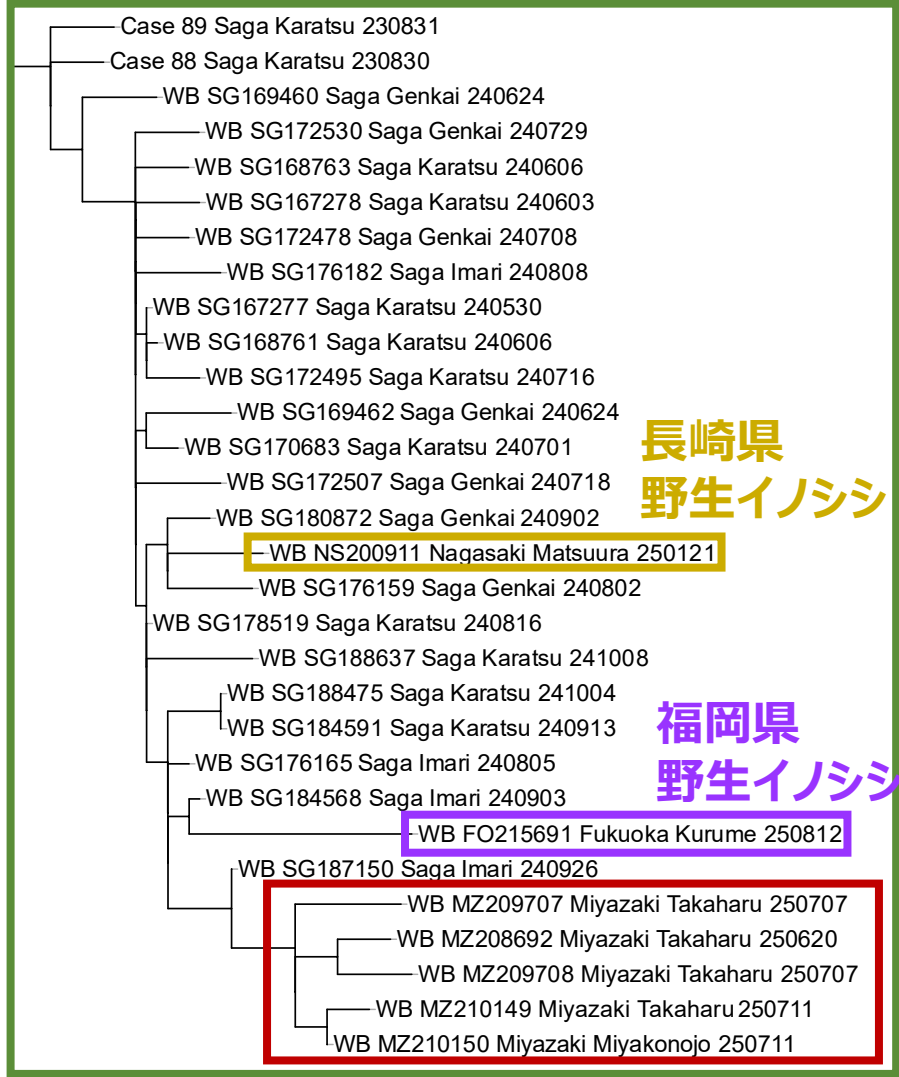 Case 89 Saga Karatsu 230831
Case 88 Saga Karatsu 230830
WB SG169460 Saga Genkai 240624
WB SG172530 Saga Genkai 240729
WB SG168763 Saga Karatsu 240606
WB SG167278 Saga Karatsu 240603
WB SG172478 Saga Genkai 240708
WB SG176182 Saga Imari 240808
WB SG167277 Saga Karatsu 240530
WB SG168761 Saga Karatsu 240606
WB SG172495 Saga Karatsu 240716
WB SG169462 Saga Genkai 240624
WB SG170683 Saga Karatsu 240701
WB SG172507 Saga Genkai 240718
長崎県
野生イノシシ
WB SG180872 Saga Genkai 240902
WB NS200911 Nagasaki Matsuura 250121
WB SG176159 Saga Genkai 240802
WB SG178519 Saga Karatsu 240816
WB SG188637 Saga Karatsu 241008
WB SG188475 Saga Karatsu 241004
WB SG184591 Saga Karatsu 240913
福岡県
野生イノシシ
WB SG176165 Saga Imari 240805
WB SG184568 Saga Imari 240903
WB FO215691 Fukuoka Kurume 250812
WB SG187150 Saga Imari 240926
WB MZ209707 Miyazaki Takaharu 250707
WB MZ208692 Miyazaki Takaharu 250620
WB MZ209708 Miyazaki Takaharu 250707
WB MZ210149 Miyazaki Takaharu 250711
WB MZ210150 Miyazaki Miyakonojo 250711